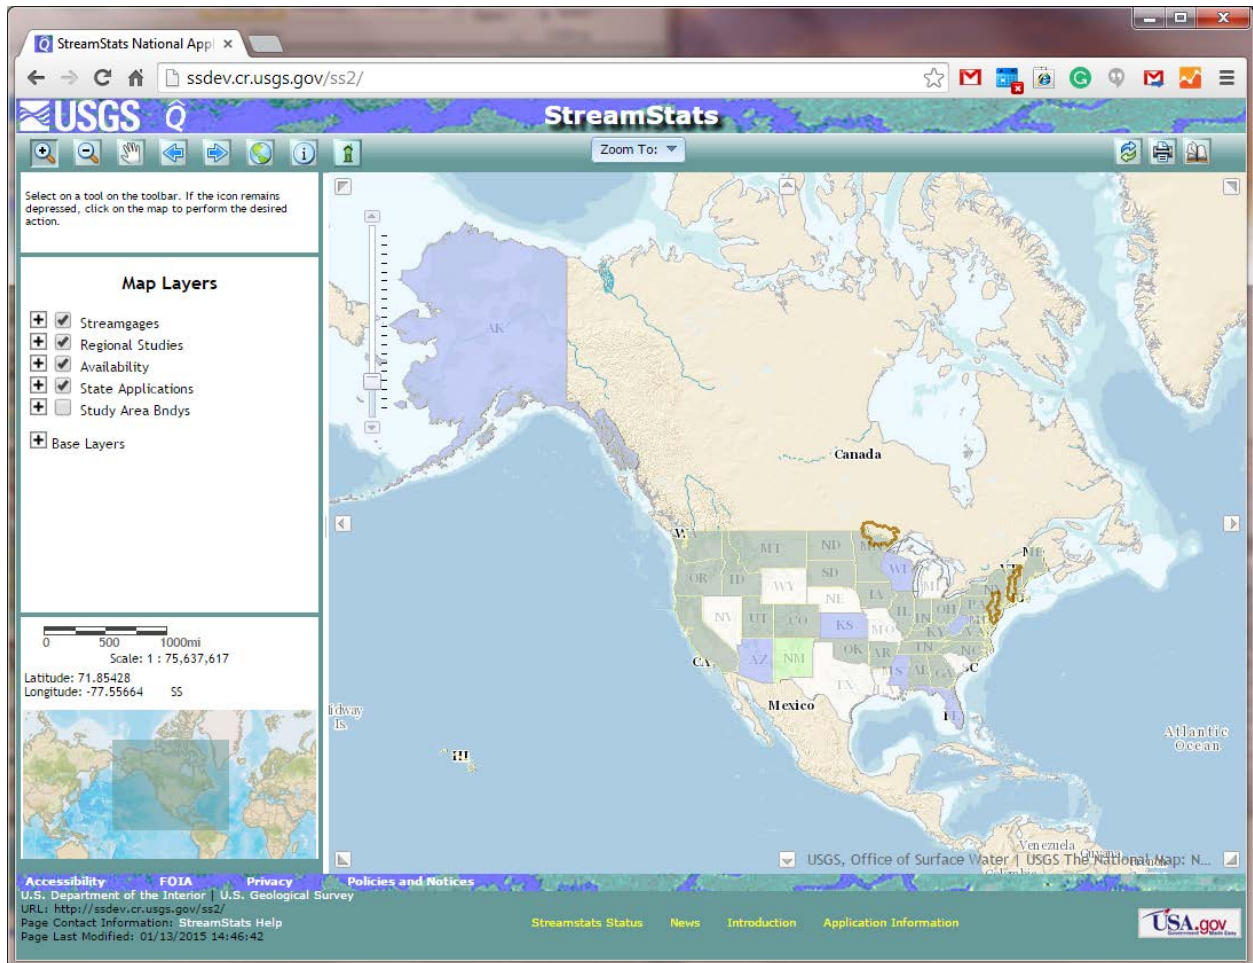 StreamStats National Appl
ssdev.cr.usgs.gov/ss2/
USGS
StreamStats
Zoom To:
Select on a tool on the toolbar. If the icon remains
depressed, click on the map to perform the desired
action.
Map Layers
Streamgages
Regional Studies
Availability
State Applications
Study Area Bndys
Base Layers
0 500 1000mi
Scale: 1 : 75,637,617
Latitude: 71.85428
Longitude: -77.55664 SS
AK
Canada
MT ND
ME
OR ID WY SD WI MI NY
NE IA PA
NV UT CO KS MO IL IN OH
KY VA
CA AZ NM OK AR TN NC
MS AL GA SC
TX
FL
Mexico
HI
Is.
Atlantic
Ocean
Venezuela
USGS, Office of Surface Water | USGS The National Map: N...
Accessibility FOIA Privacy Policies and Notices
U.S. Department of the Interior | U.S. Geological Survey
URL: http://ssdev.cr.usgs.gov/ss2/
Page Contact Information: StreamStats Help
Page Last Modified: 01/13/2015 14:46:42
Streamstats Status News Introduction Application Information
USA.gov
Government Made Easy